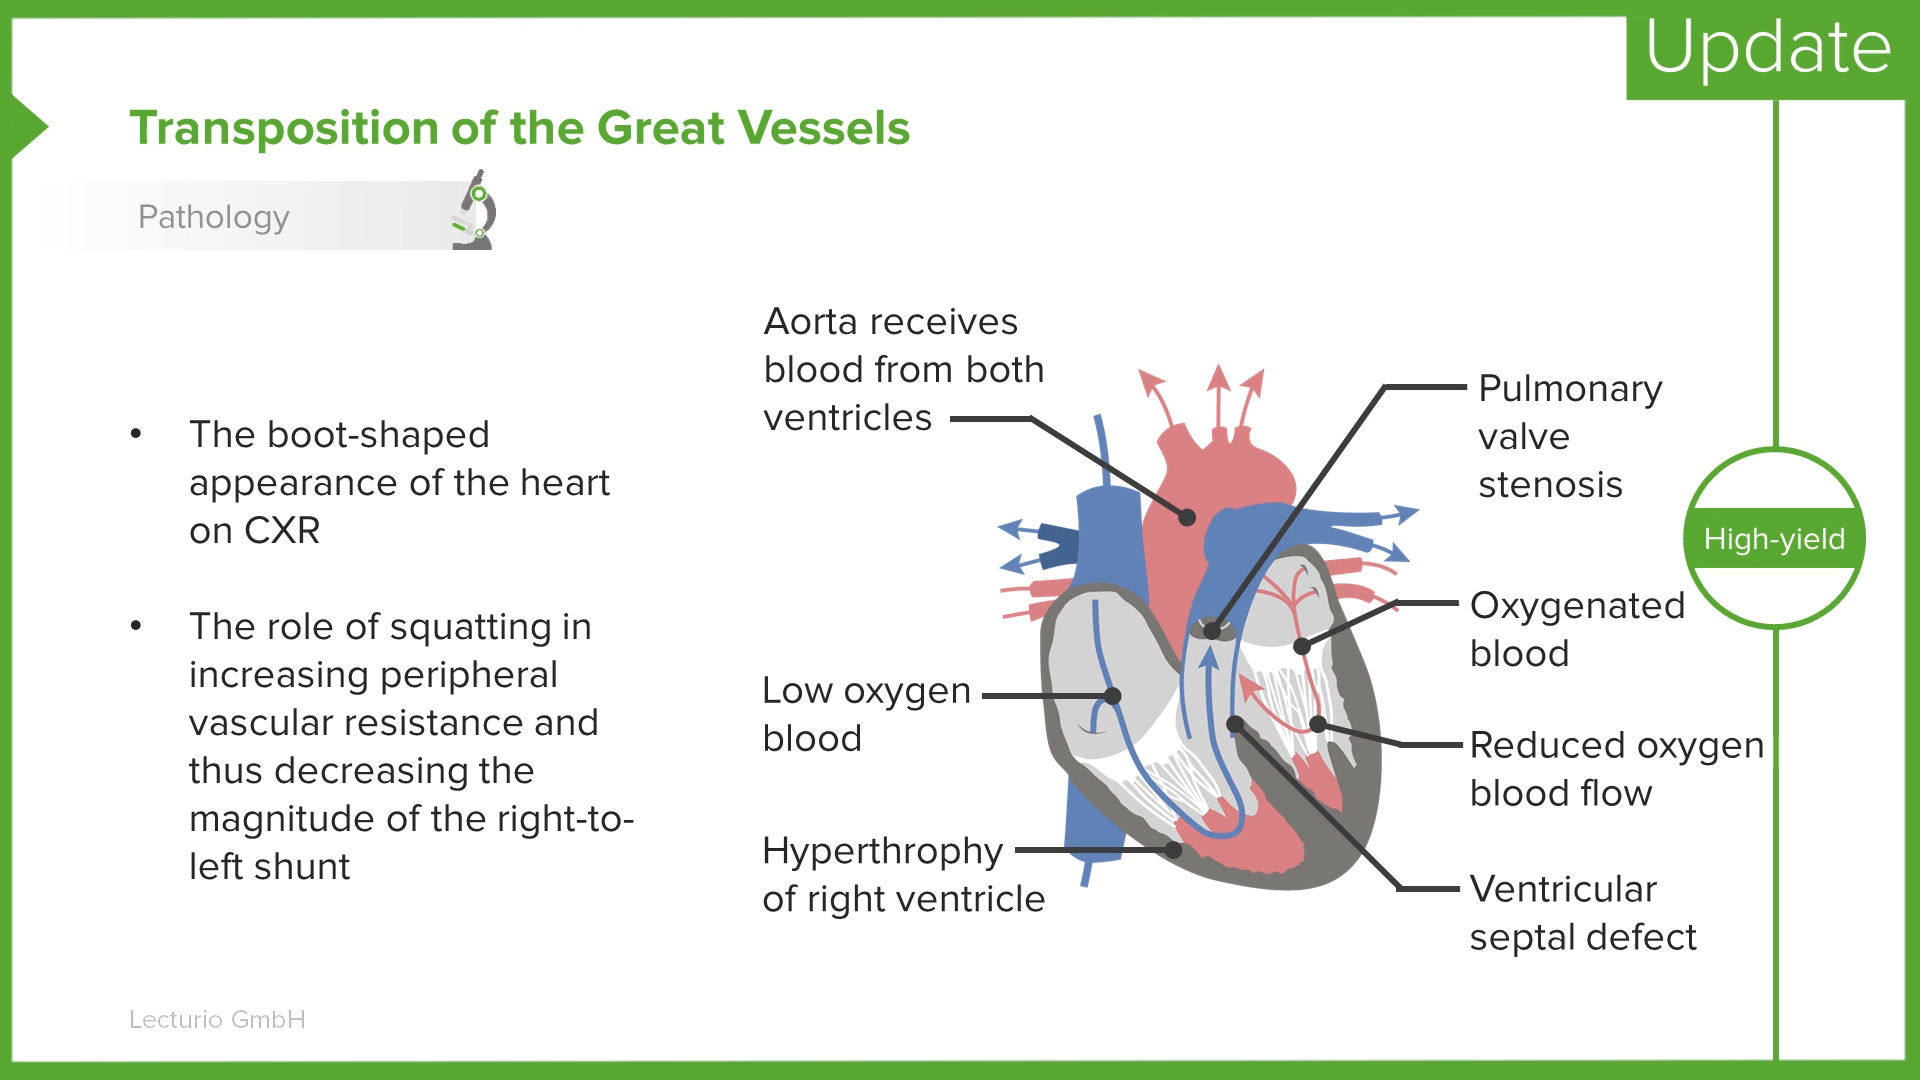 Update
Transposition of the Great Vessels
Pathology
• The boot-shaped
appearance of the heart
on CXR
• The role of squatting in
increasing peripheral
vascular resistance and
thus decreasing the
magnitude of the right-to-
left shunt
Aorta receives
blood from both
ventricles
Low oxygen
blood
Hyperthrophy
of right ventricle
Pulmonary
valve
stenosis
Oxygenated
blood
Reduced oxygen
blood flow
Ventricular
septal defect
High-yield
Lecturio GmbH